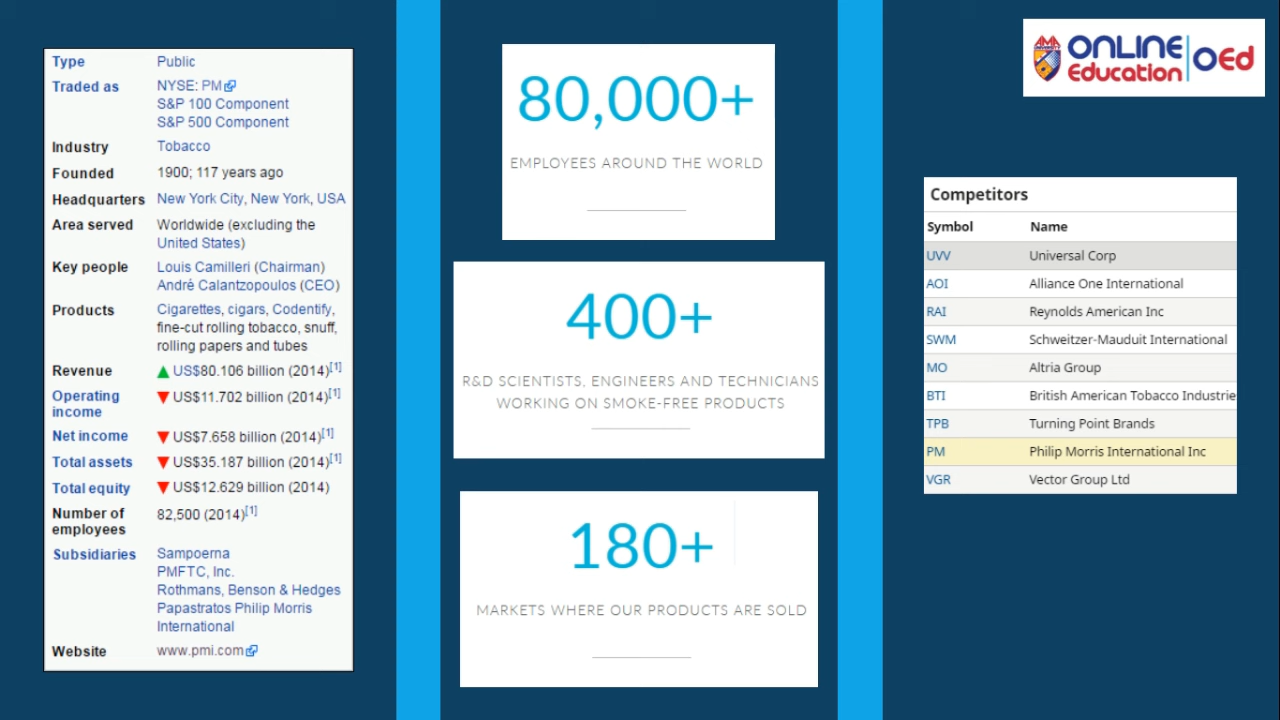 Type Public
Traded as NYSE: PM
S&P 100 Component
S&P 500 Component
Industry Tobacco
Founded 1900; 117 years ago
Headquarters New York City, New York, USA
Area served Worldwide (excluding the
United States)
Key people Louis Camilleri (Chairman)
André Calantzopoulos (CEO)
Products Cigarettes, cigars, Codentify,
fine-cut rolling tobacco, snuff,
rolling papers and tubes
Revenue ▲ US$80.106 billion (2014)[1]
Operating income ▼ US$11.702 billion (2014)[1]
Net income ▼ US$7.658 billion (2014)[1]
Total assets ▼ US$35.187 billion (2014)[1]
Total equity ▼ US$12.629 billion (2014)
Number of employees 82,500 (2014)[1]
Subsidiaries Sampoerna
PMFTC, Inc.
Rothmans, Benson & Hedges
Papastratos Philip Morris
International
Website www.pmi.com
80,000+
EMPLOYEES AROUND THE WORLD
400+
R&D SCIENTISTS, ENGINEERS AND TECHNICIANS
WORKING ON SMOKE-FREE PRODUCTS
180+
MARKETS WHERE OUR PRODUCTS ARE SOLD
ONLINE
Education
OEd
Competitors
Symbol Name
UVV Universal Corp
AOI Alliance One International
RAI Reynolds American Inc
SWM Schweitzer-Mauduit International
MO Altria Group
BTI British American Tobacco Industrie
TPB Turning Point Brands
PM Philip Morris International Inc
VGR Vector Group Ltd